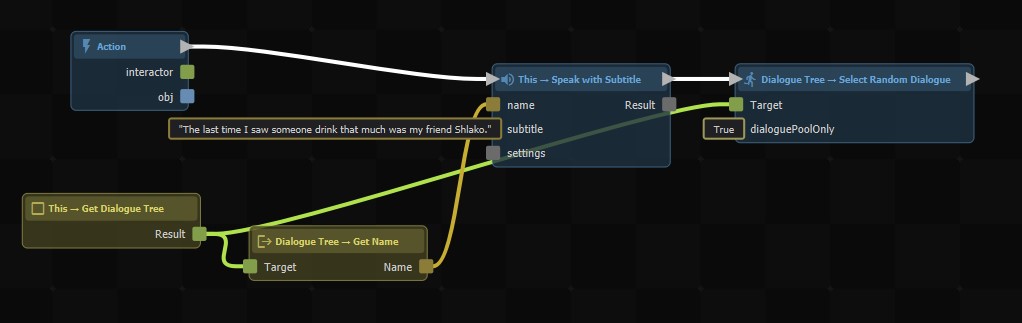 Action
interactor
obj
This → Speak with Subtitle
name
Result
"The last time I saw someone drink that much was my friend Shlako."
subtitle
settings
Dialogue Tree → Select Random Dialogue
Target
True
dialoguePoolOnly
This → Get Dialogue Tree
Result
Dialogue Tree → Get Name
Target
Name